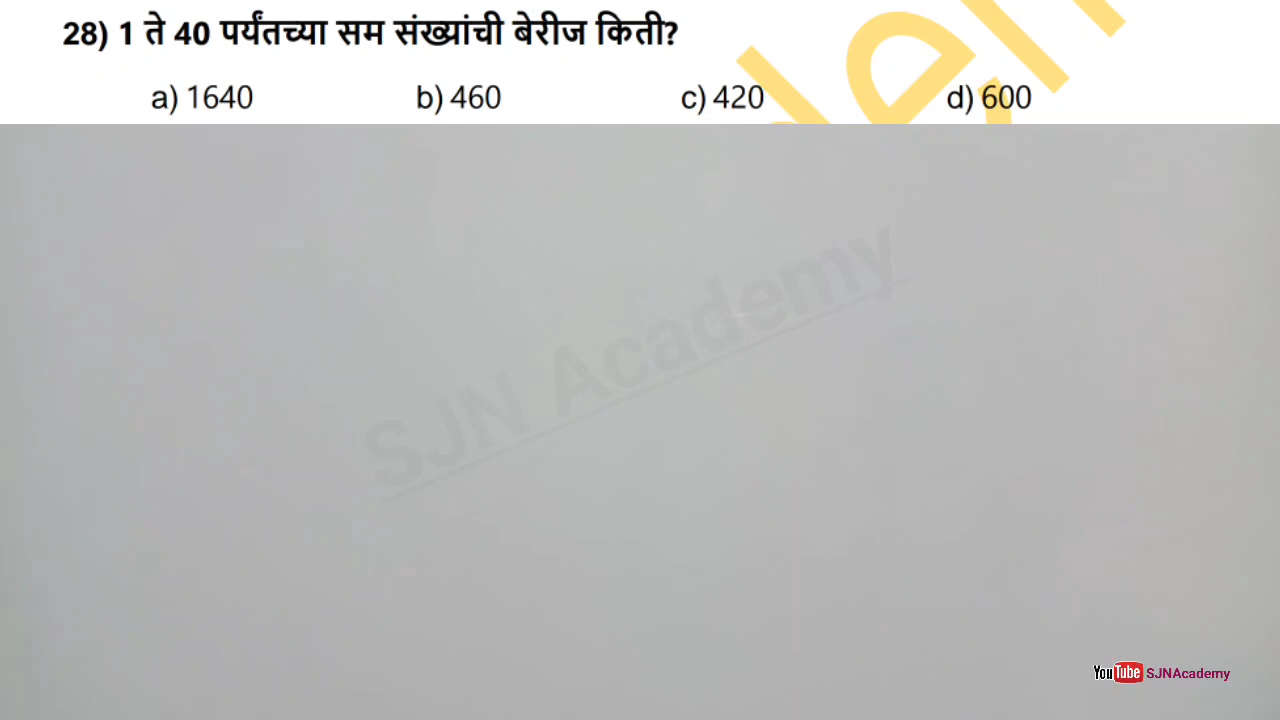 28) 1 ते 40 पर्यंतच्या सम संख्यांची बेरीज किती?
a) 1640 b) 460 c) 420 d) 600
SJN Academy
YouTube SJNAcademy